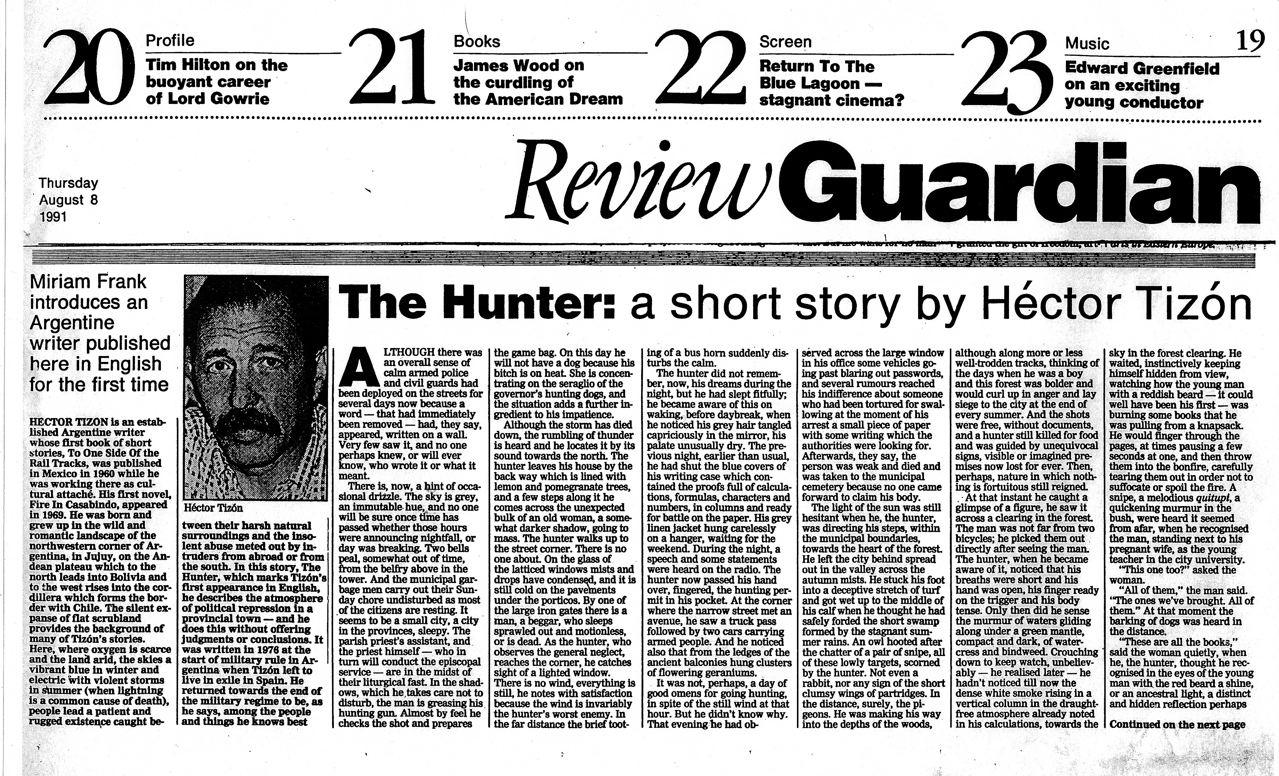 20
Profile
Tim Hilton on the
buoyant career
of Lord Gowrie
21
Books
James Wood on
the curdling of
the American Dream
22
Screen
Return To The
Blue Lagoon —
stagnant cinema?
23
Music
Edward Greenfield
on an exciting
young conductor
19
Thursday
August 8
1991
Review Guardian
Miriam Frank
introduces an
Argentine
writer published
here in English
for the first time
The Hunter: a short story by Héctor Tizón
HECTOR TIZON is an estab-
lished Argentine writer
whose first book of short
stories, To One Side Of the
Rail Tracks, was published
in Mexico in 1960 while he
was working there as cul-
tural attaché. His first novel,
Fire In Casabindo, appeared
in 1969. He was born and
grew up in the wild and
romantic landscape of the
northwestern corner of Ar-
gentina, in Jujuy, on the An-
dean plateau which to the
north leads into Bolivia and
to the west rises into the cor-
dillera which forms the bor-
der with Chile. The silent ex-
panse of flat scrubland
provides the background of
many of Tizón's stories.
Here, where oxygen is scarce
and the land arid, the skies a
vibrant blue in winter and
electric with violent storms
in summer (when lightning
is a common cause of death),
people lead a patient and
rugged existence caught be-
Héctor Tizón
tween their harsh natural
surroundings and the inso-
lent abuse meted out by in-
truders from abroad or from
the south. In this story, The
Hunter, which marks Tizón's
first appearance in English,
he describes the atmosphere
of political repression in a
provincial town — and he
does this without offering
judgments or conclusions. It
was written in 1976 at the
start of military rule in Ar-
gentina when Tizón left to
live in exile in Spain. He
returned towards the end of
the military regime to be, as
he says, among the people
and things he knows best
ALTHOUGH there was
an overall sense of
calm armed police
and civil guards had
been deployed on the streets for
several days now because a
word — that had immediately
been removed — had, they say,
appeared, written on a wall.
Very few saw it, and no one
perhaps knew, or will ever
know, who wrote it or what it
meant.
There is, now, a hint of occa-
sional drizzle. The sky is grey,
an immutable hue, and no one
will be sure once time has
passed whether those hours
were announcing nightfall, or
day was breaking. Two bells
peal, somewhat out of time,
from the belfry above in the
tower. And the municipal gar-
bage men carry out their Sun-
day chore undisturbed as most
of the citizens are resting. It
seems to be a small city, a city
in the provinces, sleepy. The
parish priest's assistant, and
the priest himself — who in
turn will conduct the episcopal
service — are in the midst of
their liturgical fast. In the shad-
ows, which he takes care not to
disturb, the man is greasing his
hunting gun. Almost by feel he
checks the shot and prepares
the game bag. On this day he
will not have a dog because his
bitch is on heat. She is concen-
trating on the seraglio of the
governor's hunting dogs, and
the situation adds a further in-
gredient to his impatience.
Although the storm has died
down, the rumbling of thunder
is heard and he locates it by its
sound towards the north. The
hunter leaves his house by the
back way which is lined with
lemon and pomegranate trees,
and a few steps along it he
comes across the unexpected
bulk of an old woman, a some-
what darker shadow, going to
mass. The hunter walks up to
the street corner. There is no
one about. On the glass of
the latticed windows mists and
drops have condensed, and it is
still cold on the pavements
under the porticos. By one of
the large iron gates there is a
man, a beggar, who sleeps
sprawled out and motionless,
or is dead. As the hunter, who
observes the general neglect,
reaches the corner, he catches
sight of a lighted window.
There is no wind, everything is
still, he notes with satisfaction
because the wind is invariably
the hunter's worst enemy. In
the far distance the brief toot-
ing of a bus horn suddenly dis-
turbs the calm.
The hunter did not remem-
ber, now, his dreams during the
night, but he had slept fitfully;
he became aware of this on
waking, before daybreak, when
he noticed his grey hair tangled
capriciously in the mirror, his
palate unusually dry. The pre-
vious night, earlier than usual,
he had shut the blue covers of
his writing case which con-
tained the proofs full of calcula-
tions, formulas, characters and
numbers, in columns and ready
for battle on the paper. His grey
linen jacket hung carelessly
on a hanger, waiting for the
weekend. During the night, a
speech and some statements
were heard on the radio. The
hunter now passed his hand
over, fingered, the hunting per-
mit in his pocket. At the corner
where the narrow street met an
avenue, he saw a truck pass
followed by two cars carrying
armed people. And he noticed
also that from the ledges of the
ancient balconies hung clusters
of flowering geraniums.
It was not, perhaps, a day of
good omens for going hunting,
in spite of the still wind at that
hour. But he didn't know why.
That evening he had ob-
served across the large window
in his office some vehicles go-
ing past blaring out passwords,
and several rumours reached
his indifference about someone
who had been tortured for swal-
lowing at the moment of his
arrest a small piece of paper
with some writing which the
authorities were looking for.
Afterwards, they say, the
person was weak and died and
was taken to the municipal
cemetery because no one came
forward to claim his body.
The light of the sun was still
hesitant when he, the hunter,
was directing his steps, within
the municipal boundaries,
towards the heart of the forest.
He left the city behind spread
out in the valley across the
autumn mists. He stuck his foot
into a deceptive stretch of turf
and got wet up to the middle of
his calf when he thought he had
safely forded the short swamp
formed by the stagnant sum-
mer rains. An owl hooted after
the chatter of a pair of snipe, all
of these lowly targets, scorned
by the hunter. Not even a
rabbit, nor any sign of the short
clumsy wings of partridges. In
the distance, surely, the pi-
geons. He was making his way
into the depths of the woods,
although along more or less
well-trodden tracks, thinking of
the days when he was a boy
and this forest was bolder and
would curl up in anger and lay
siege to the city at the end of
every summer. And the shots
were free, without documents,
and a hunter still killed for food
and was guided by unequivocal
signs, visible or imagined pre-
mises now lost for ever. Then,
perhaps, nature in which noth-
ing is fortuitous still reigned.
At that instant he caught a
glimpse of a figure, he saw it
across a clearing in the forest.
The man was not far from two
bicycles; he picked them out
directly after seeing the man.
The hunter, when he became
aware of it, noticed that his
breaths were short and his
hand was open, his finger ready
on the trigger and his body
tense. Only then did he sense
the murmur of waters gliding
along under a green mantle,
compact and dark, of water-
cress and bindweed. Crouching
down to keep watch, unbeliev-
ably — he realised later — he
hadn't noticed till now the
dense white smoke rising in a
vertical column in the draught-
free atmosphere already noted
in his calculations, towards the
sky in the forest clearing. He
waited, instinctively keeping
himself hidden from view,
watching how the young man
with a reddish beard — it could
well have been his first — was
burning some books that he
was pulling from a knapsack.
He would finger through the
pages, at times pausing a few
seconds at one, and then throw
them into the bonfire, carefully
tearing them out in order not to
suffocate or spoil the fire. A
snipe, a melodious quitupí, a
quickening murmur in the
bush, were heard it seemed
from afar, when he recognised
the man, standing next to his
pregnant wife, as the young
teacher in the city university.
"This one too?" asked the
woman.
"All of them," the man said.
"The ones we've brought. All of
them." At that moment the
barking of dogs was heard in
the distance.
"These are all the books,"
said the woman quietly, when
he, the hunter, thought he rec-
ognised in the eyes of the young
man with the red beard a shine,
or an ancestral light, a distinct
and hidden reflection perhaps
Continued on the next page